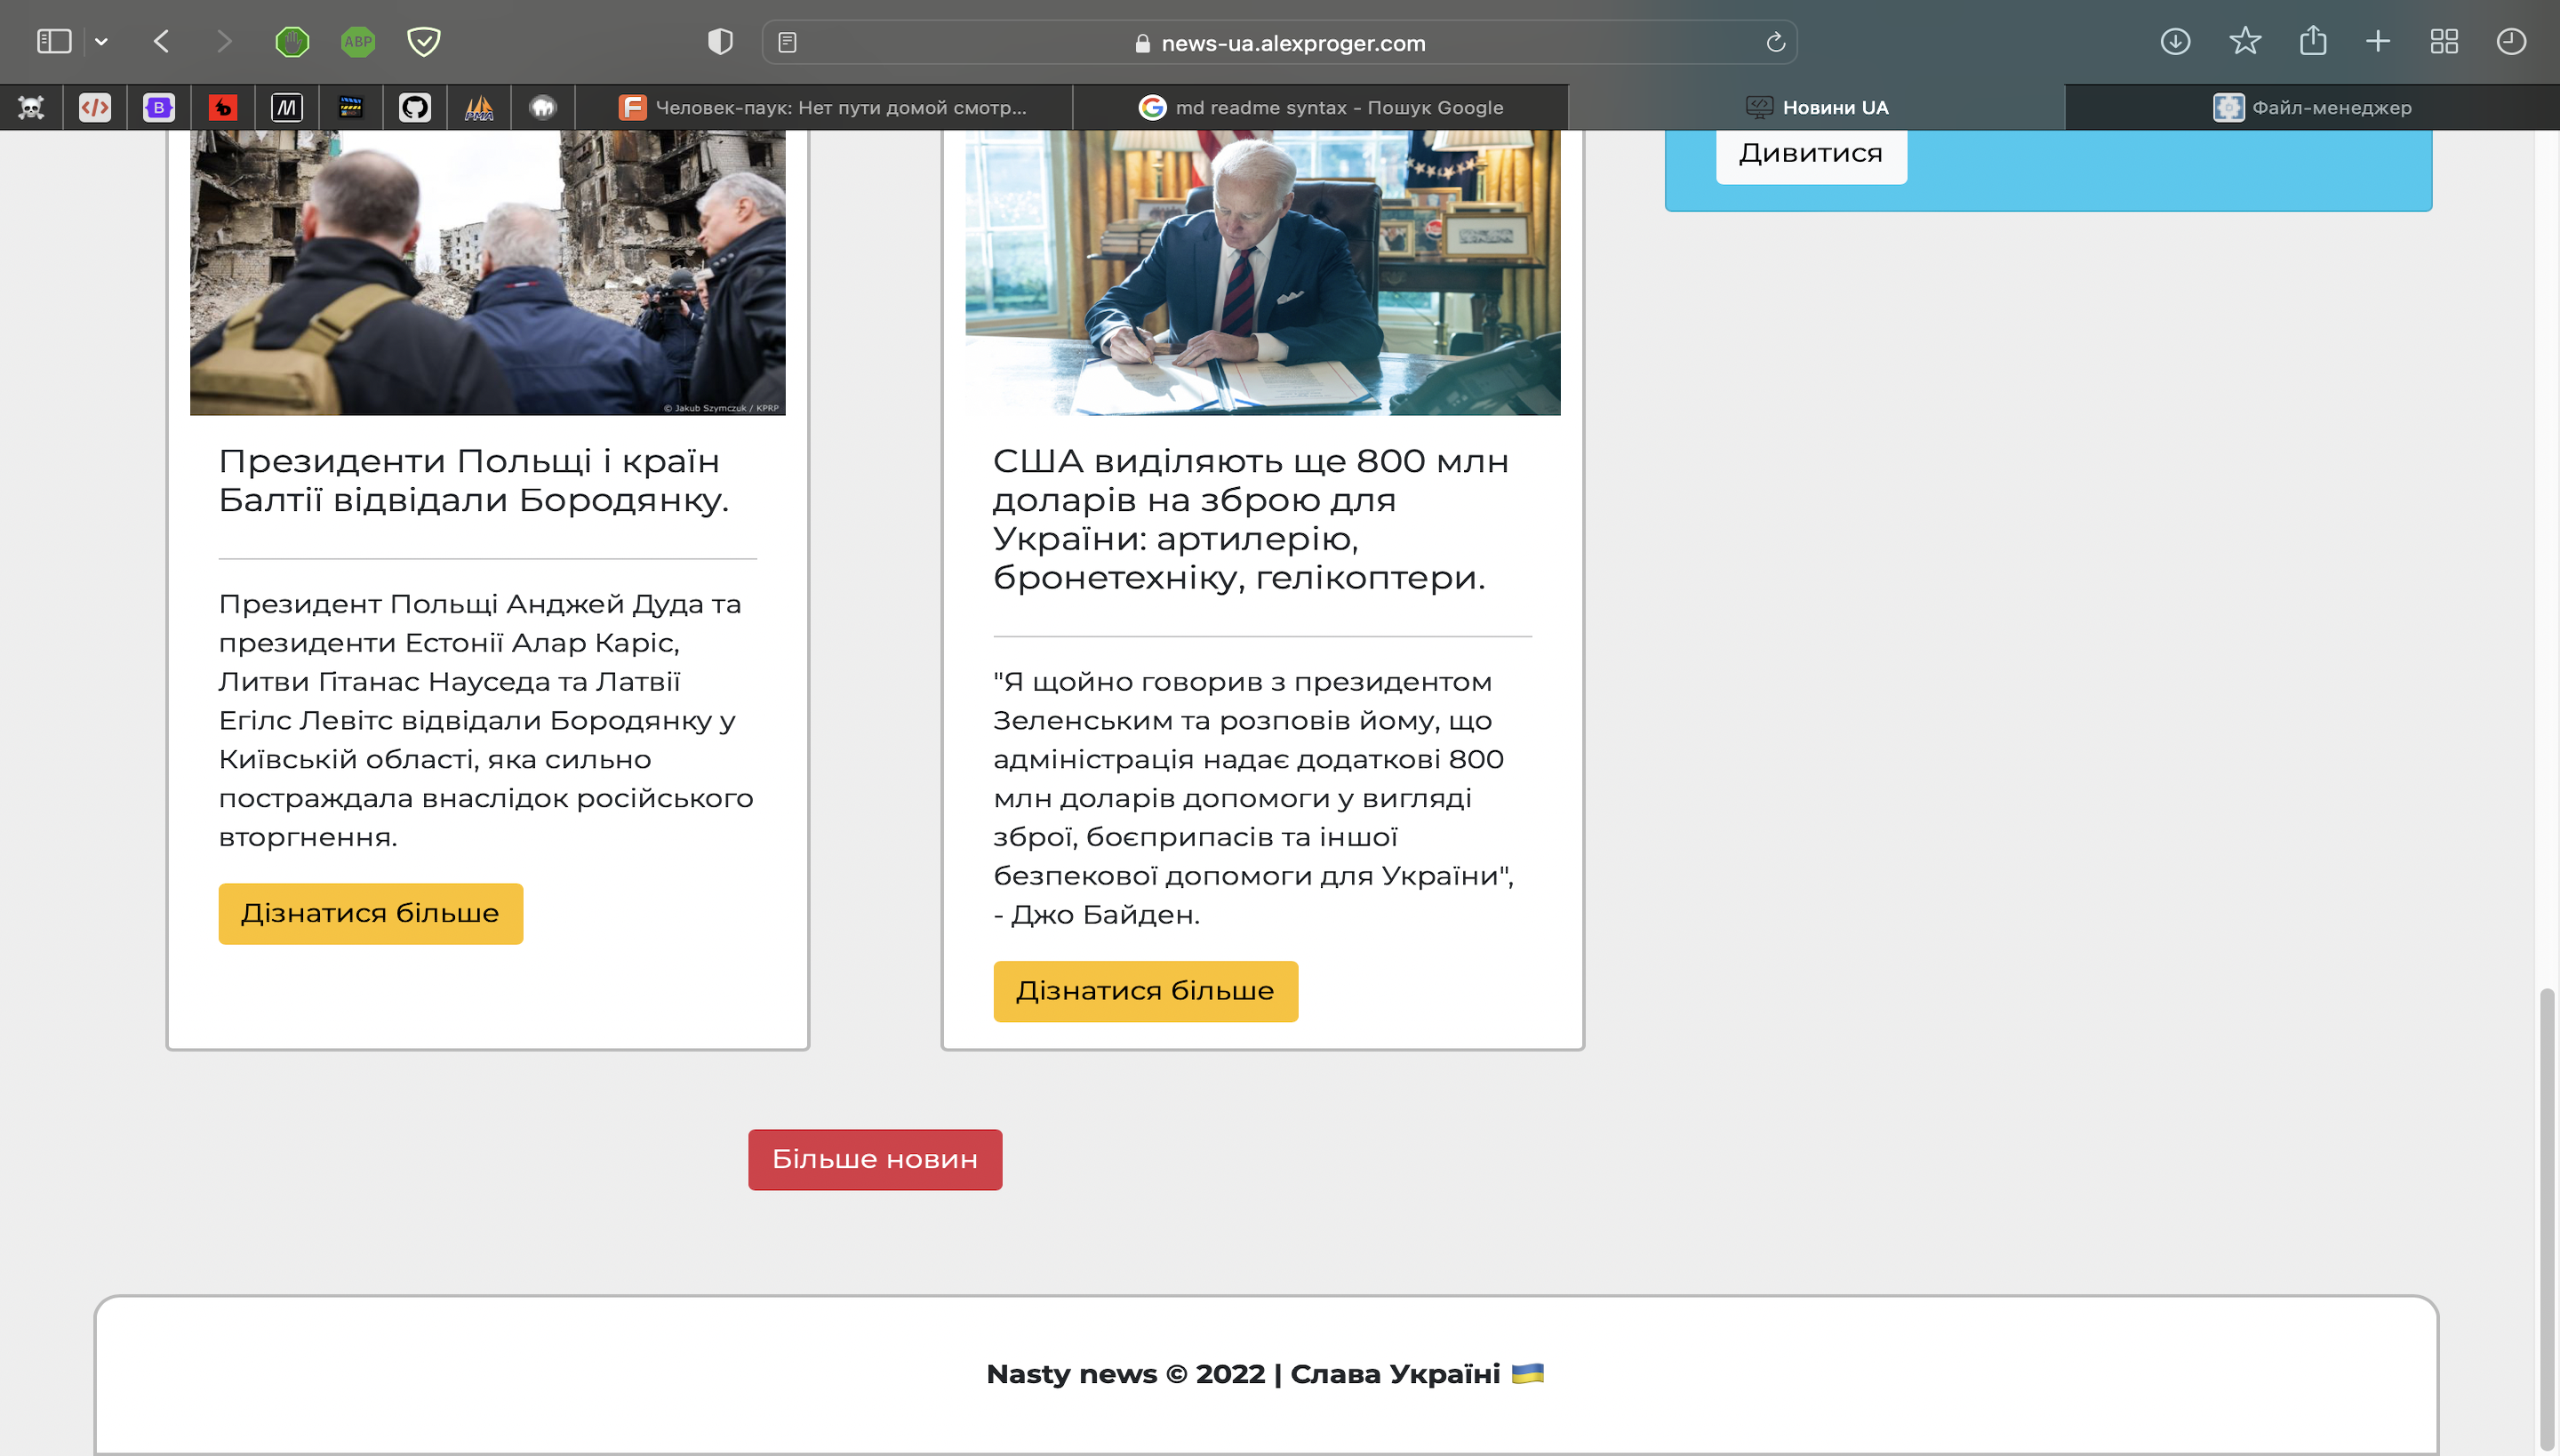 ABP
news-ua.alexproger.com
B
M
PMA
F
Человек-паук: Нет пути домой смотр...
md readme syntax - Пошук Google
Новини UA
Файл-менеджер
Дивитися
© Jakub Szymczuk / KPRP
Президенти Польщі і країн
Балтії відвідали Бородянку.
Президент Польщі Анджей Дуда та
президенти Естонії Алар Каріс,
Литви Ґітанас Науседа та Латвії
Егілс Левітс відвідали Бородянку у
Київській області, яка сильно
постраждала внаслідок російського
вторгнення.
Дізнатися більше
США виділяють ще 800 млн
доларів на зброю для
України: артилерію,
бронетехніку, гелікоптери.
"Я щойно говорив з президентом
Зеленським та розповів йому, що
адміністрація надає додаткові 800
млн доларів допомоги у вигляді
зброї, боєприпасів та іншої
безпекової допомоги для України",
- Джо Байден.
Дізнатися більше
Більше новин
Nasty news © 2022 | Слава Україні 🇺🇦